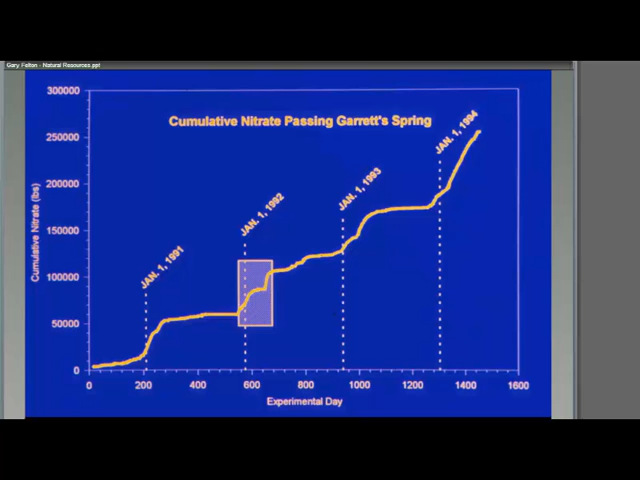 Gary Felton - Natural Resources.ppt
Cumulative Nitrate Passing Garrett's Spring
300000
250000
200000
150000
100000
50000
0
Cumulative Nitrate (lbs)
JAN. 1, 1991
JAN. 1, 1992
JAN. 1, 1993
JAN. 1, 1994
0
200
400
600
800
1000
1200
1400
1600
Experimental Day